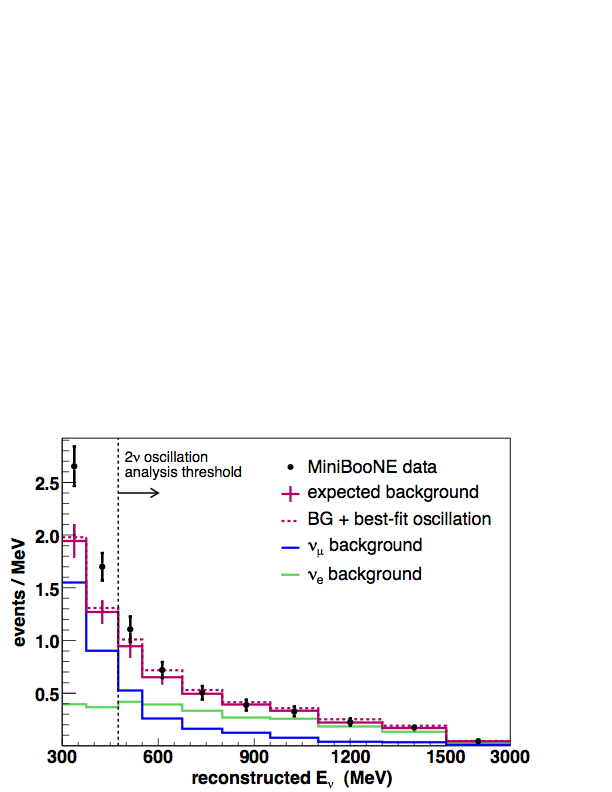 2ν oscillation
analysis threshold
MiniBooNE data
expected background
BG + best-fit oscillation
νμ background
νe background
events / MeV
2.5
2.0
1.5
1.0
0.5
300 600 900 1200 1500 3000
reconstructed Eν (MeV)